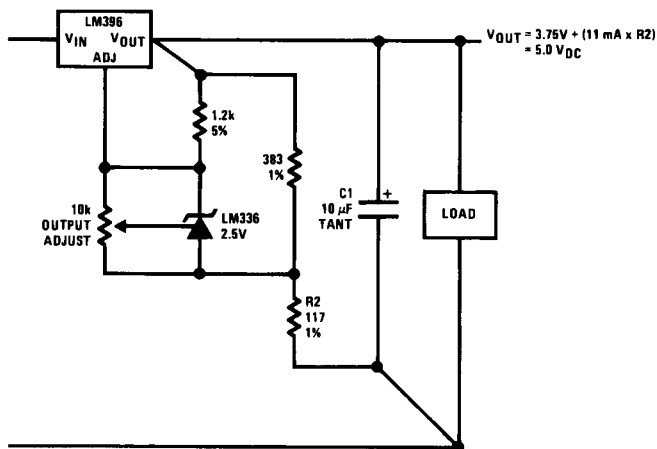 LM396
VIN VOUT
ADJ
VOUT = 3.75V + (11 mA x R2)
= 5.0 VDC
1.2k
5%
383
1%
C1 +
10 µF
TANT
LOAD
10k
OUTPUT
ADJUST
LM336
2.5V
R2
117
1%